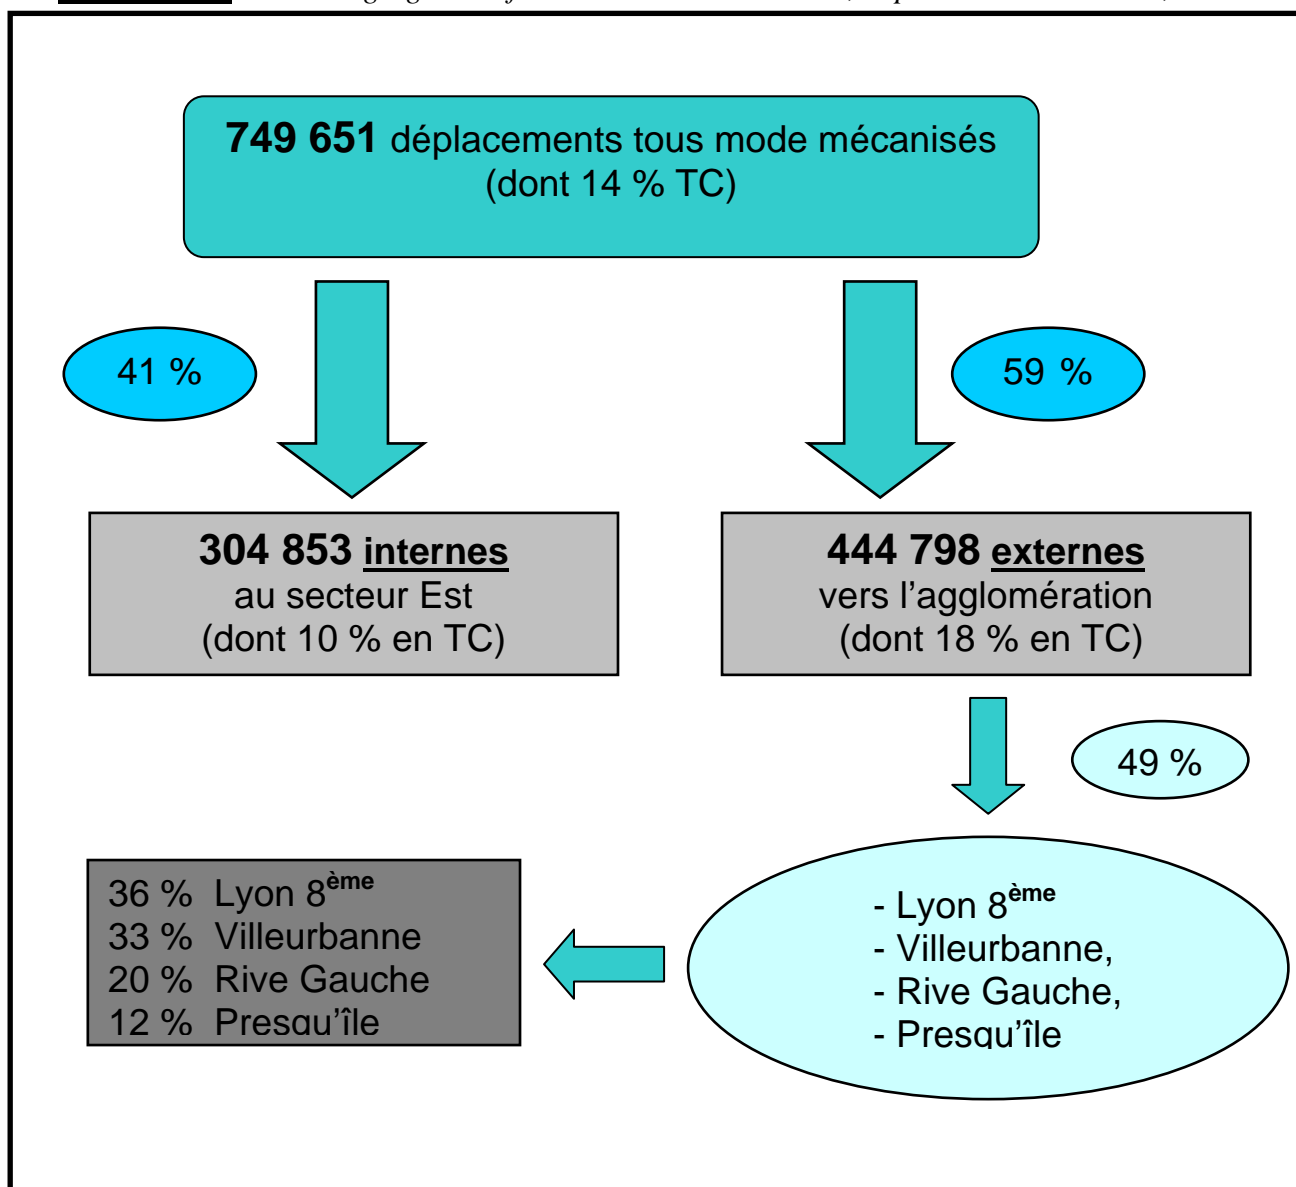 749 651 déplacements tous mode mécanisés
(dont 14 % TC)
41 %
59 %
304 853 internes
au secteur Est
(dont 10 % en TC)
444 798 externes
vers l’agglomération
(dont 18 % en TC)
49 %
36 % Lyon 8ème
33 % Villeurbanne
20 % Rive Gauche
12 % Presqu’île
- Lyon 8ème
- Villeurbanne,
- Rive Gauche,
- Presqu’île